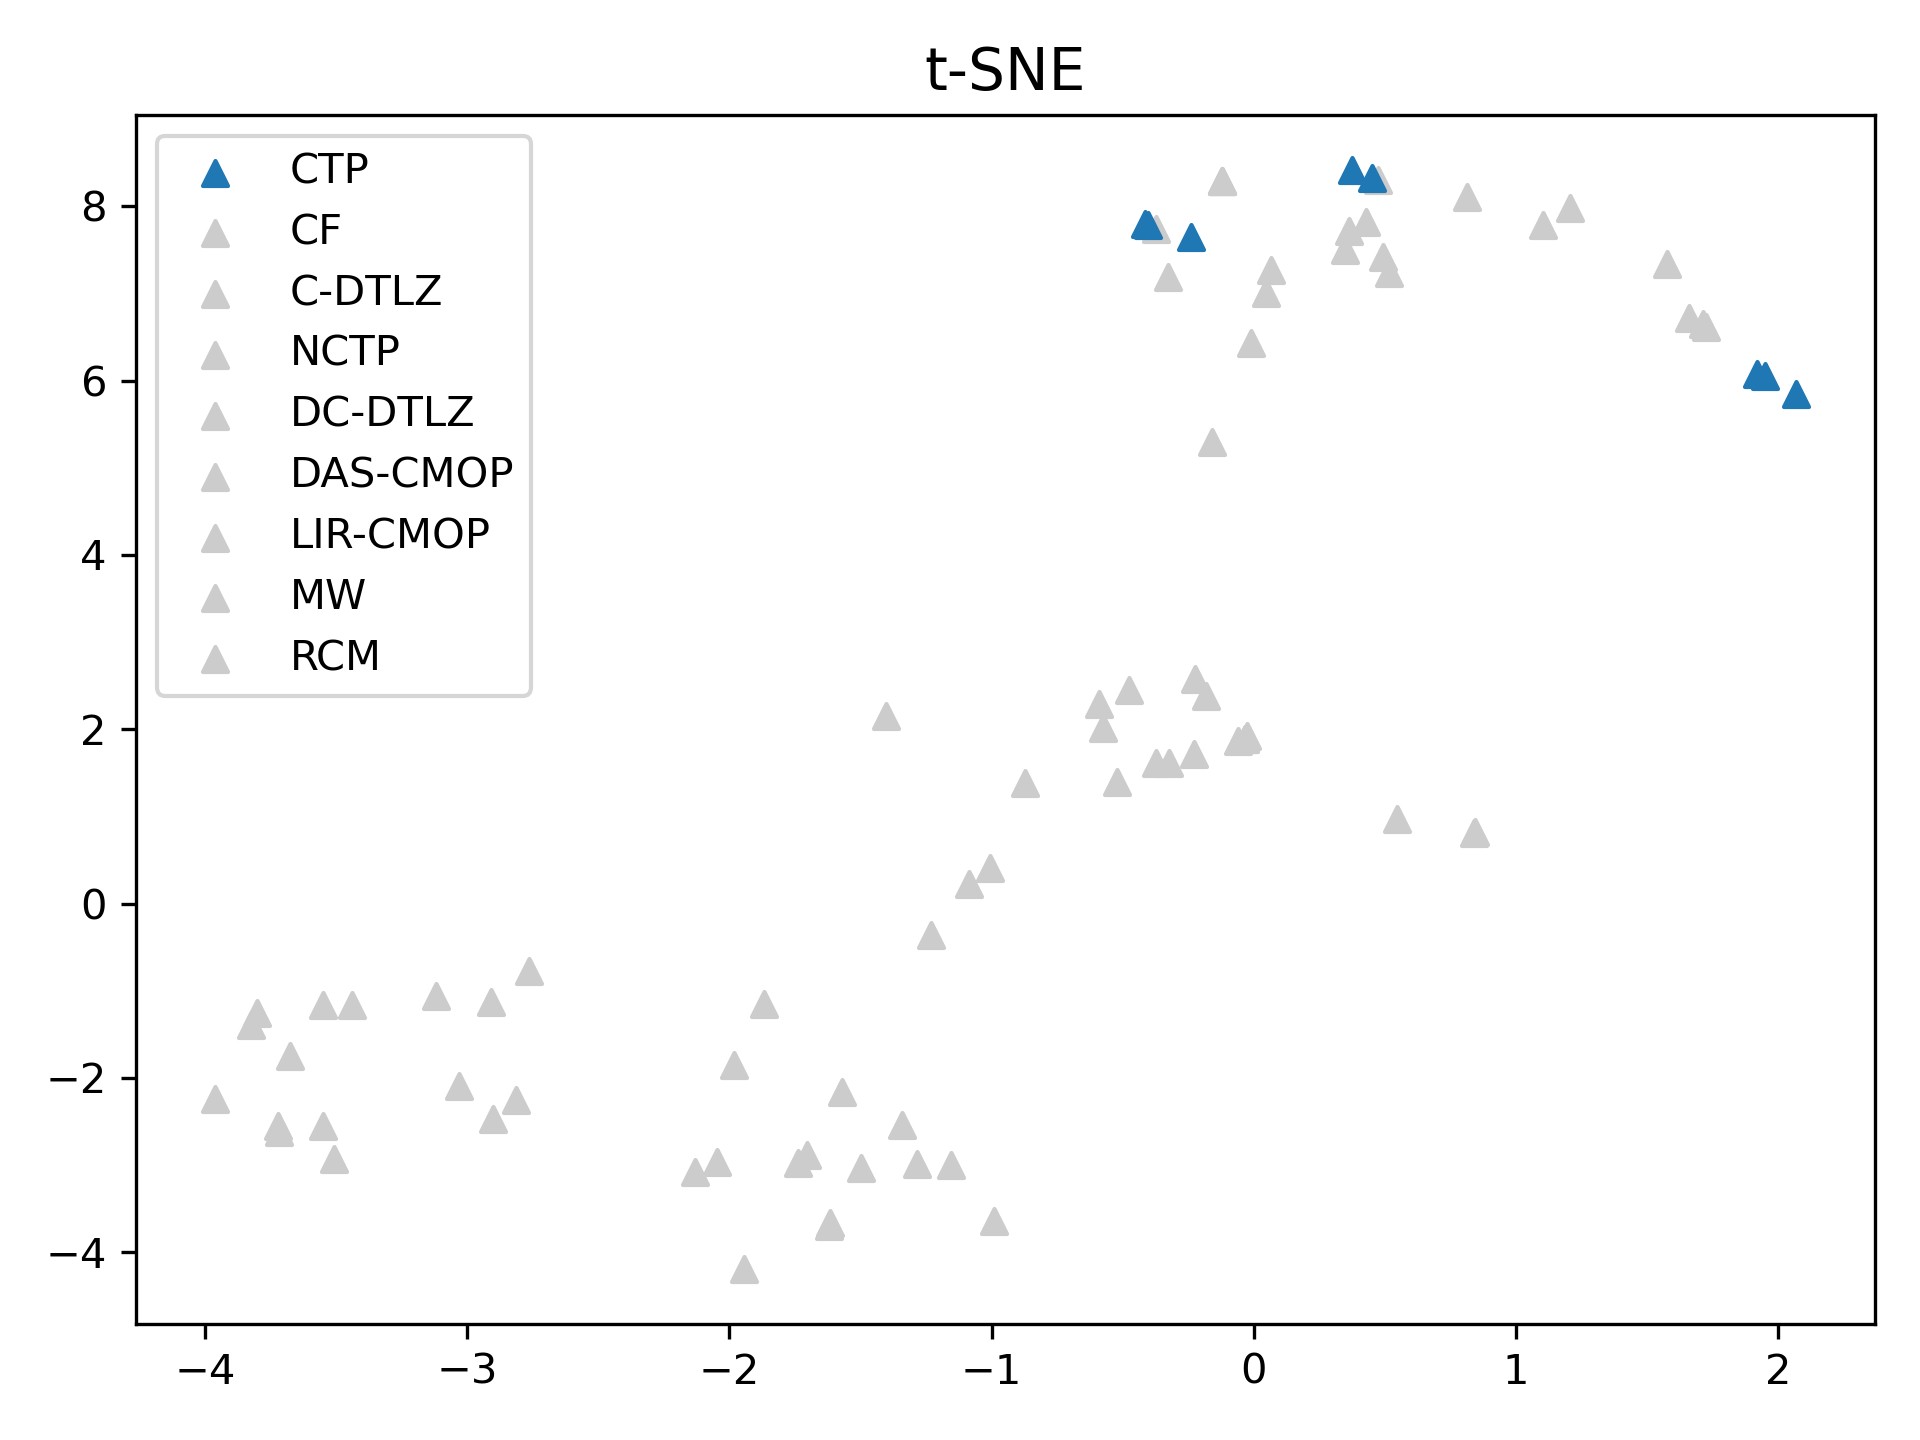 t-SNE
CTP
CF
C-DTLZ
NCTP
DC-DTLZ
DAS-CMOP
LIR-CMOP
MW
RCM
8
6
4
2
0
−2
−4
−4 −3 −2 −1 0 1 2